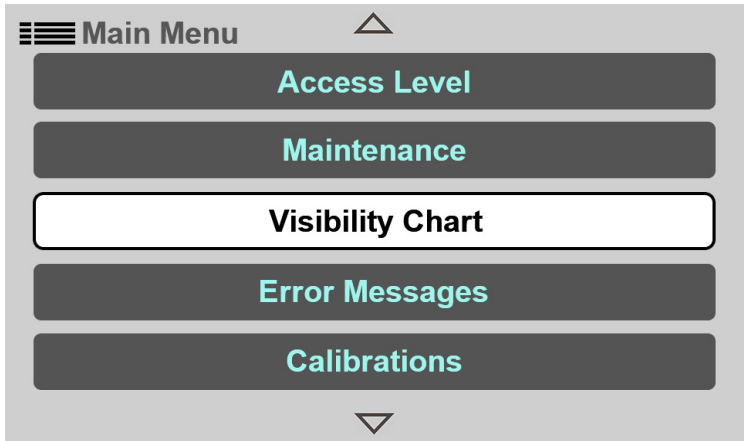 Main Menu
Access Level
Maintenance
Visibility Chart
Error Messages
Calibrations